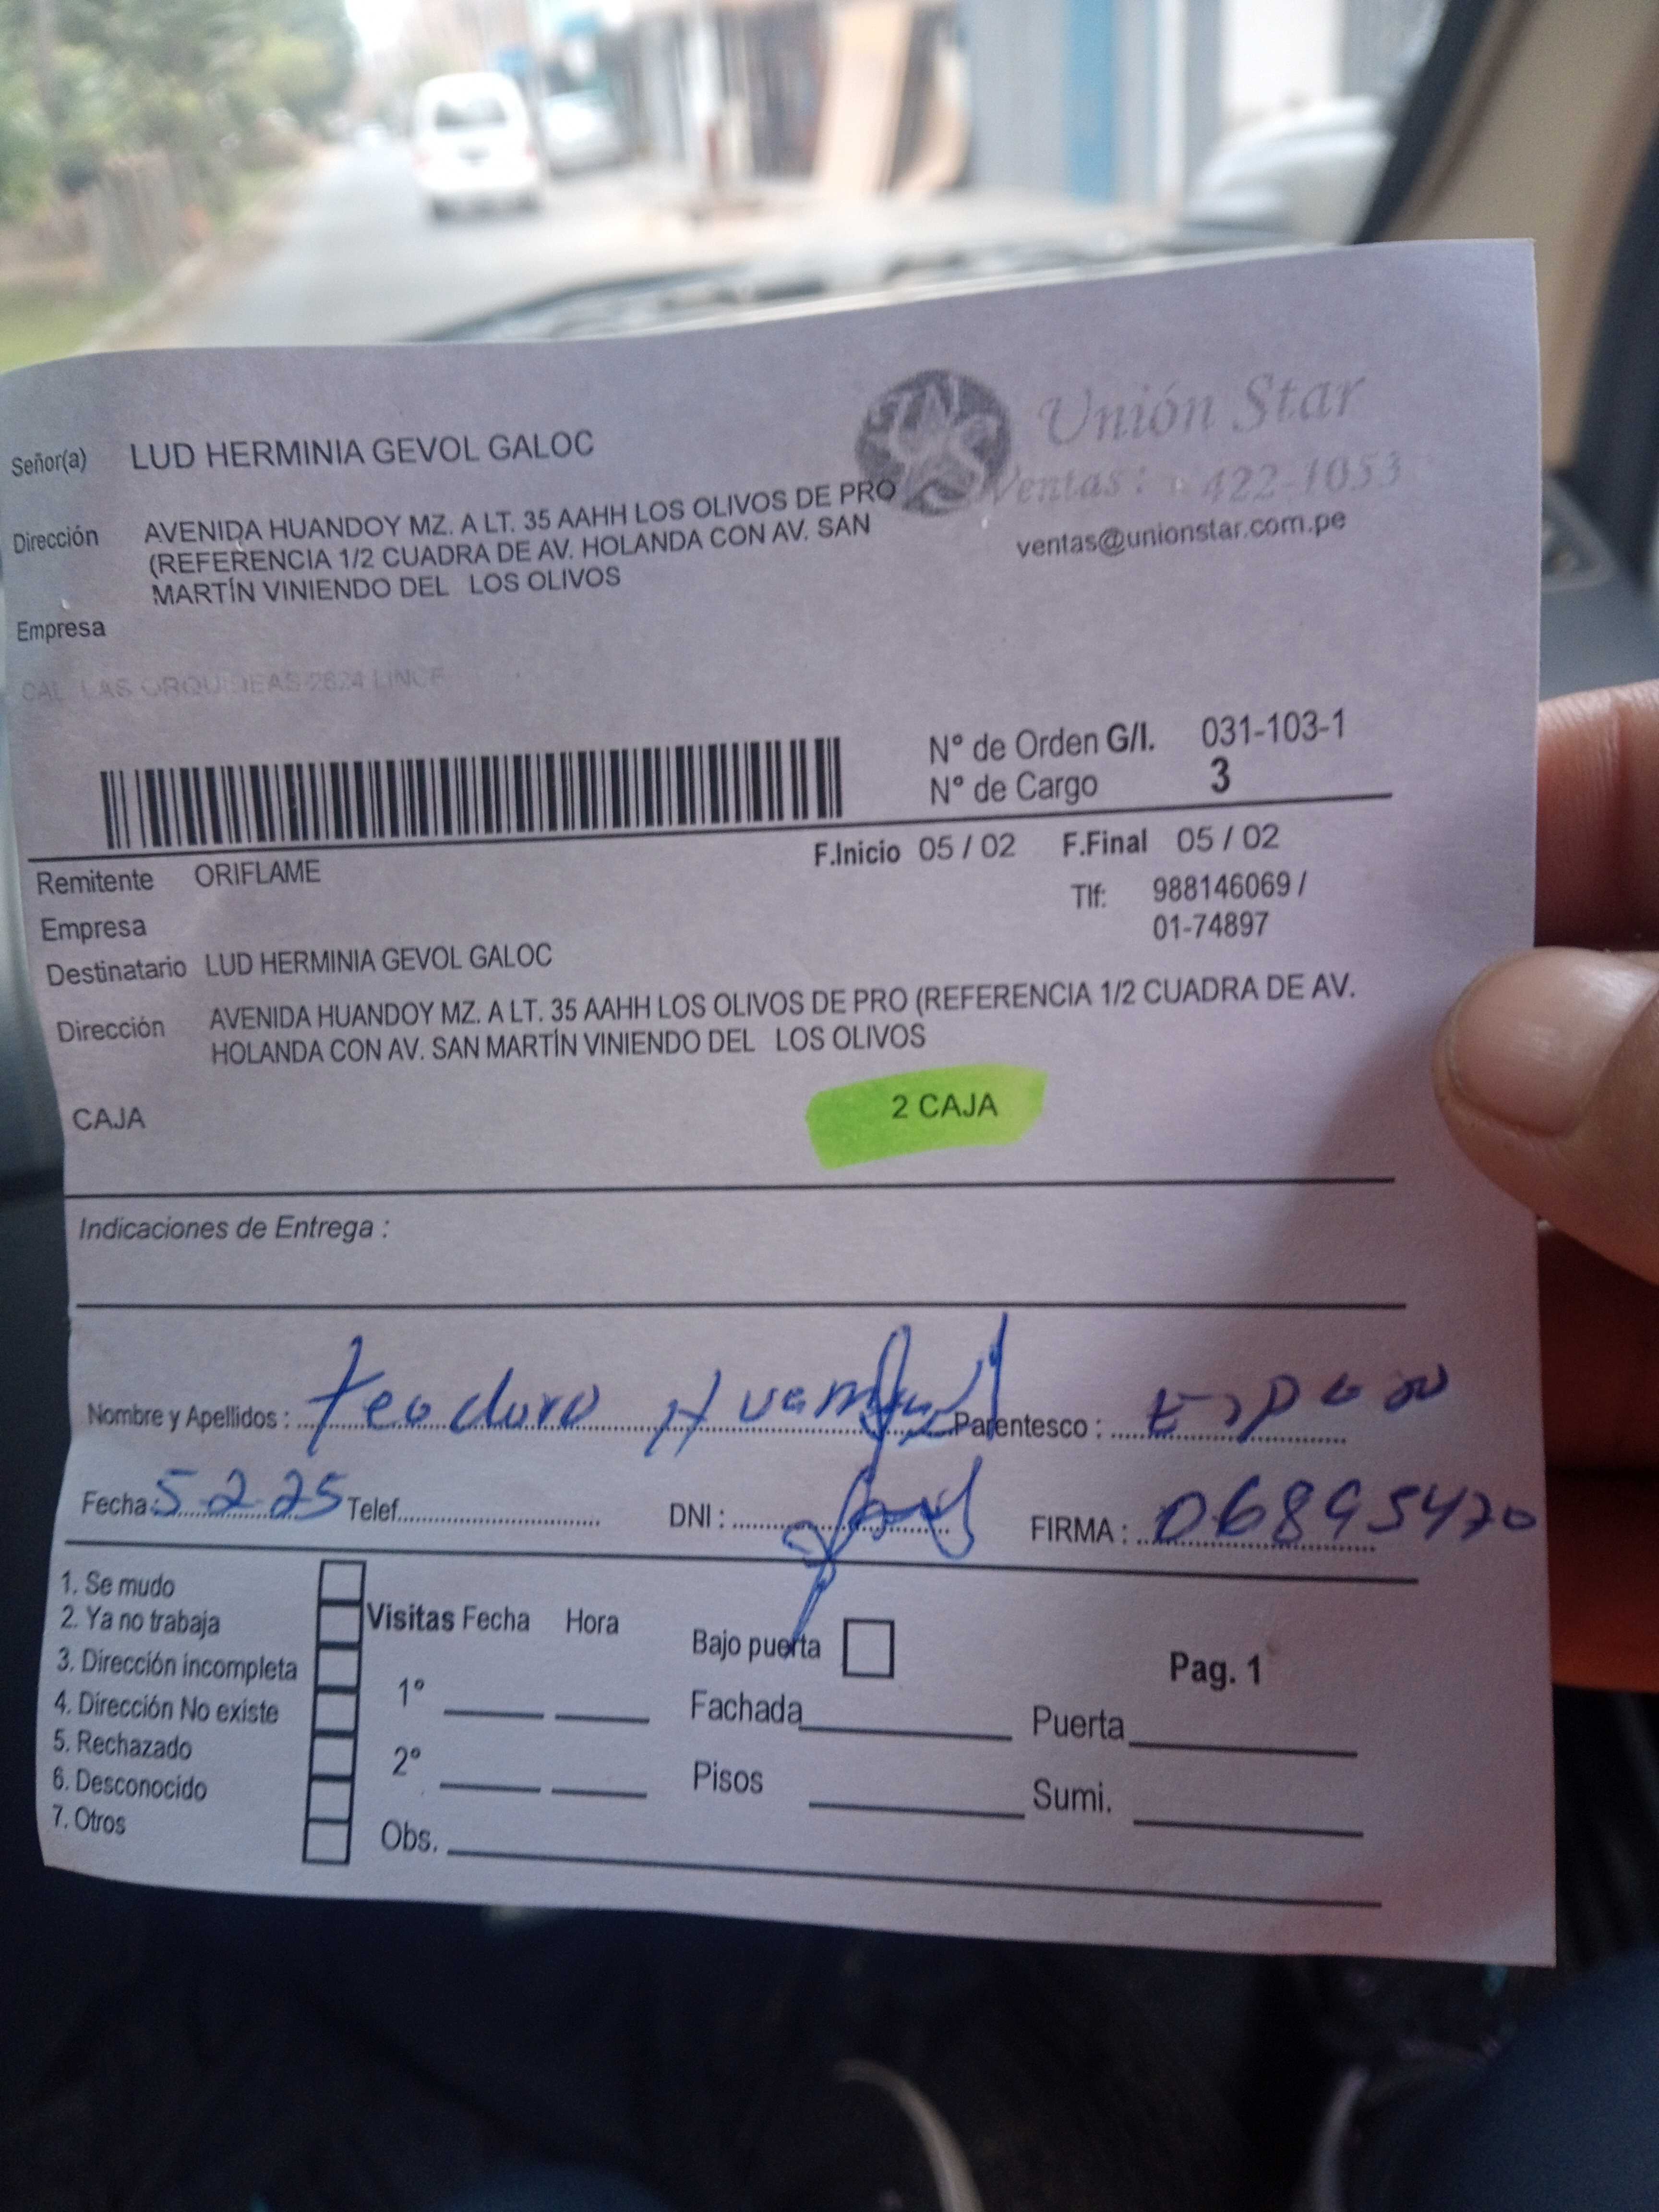 Unión Star
Ventas: 422-1053
ventas@unionstar.com.pe
Señor(a) LUD HERMINIA GEVOL GALOC
Dirección AVENIDA HUANDOY MZ. A LT. 35 AAHH LOS OLIVOS DE PRO
(REFERENCIA 1/2 CUADRA DE AV. HOLANDA CON AV. SAN
MARTÍN VINIENDO DEL LOS OLIVOS
Empresa
CAL LAS ORQUIDEAS 2624 LINCE
N° de Orden G/I. 031-103-1
N° de Cargo 3
F.Inicio 05 / 02 F.Final 05 / 02
Remitente ORIFLAME
Tlf: 988146069 /
01-74897
Empresa
Destinatario LUD HERMINIA GEVOL GALOC
Dirección AVENIDA HUANDOY MZ. A LT. 35 AAHH LOS OLIVOS DE PRO (REFERENCIA 1/2 CUADRA DE AV.
HOLANDA CON AV. SAN MARTÍN VINIENDO DEL LOS OLIVOS
CAJA 2 CAJA
Indicaciones de Entrega :
Nombre y Apellidos : teodoro Parentesco : Esposo
Fecha: 5 2 25 Telef. DNI : FIRMA : 06895470
1. Se mudo
2. Ya no trabaja
3. Dirección incompleta
4. Dirección No existe
5. Rechazado
6. Desconocido
7. Otros
Visitas Fecha Hora
1°
2°
Obs.
Bajo puerta
Fachada
Pisos
Pag. 1
Puerta
Sumi.